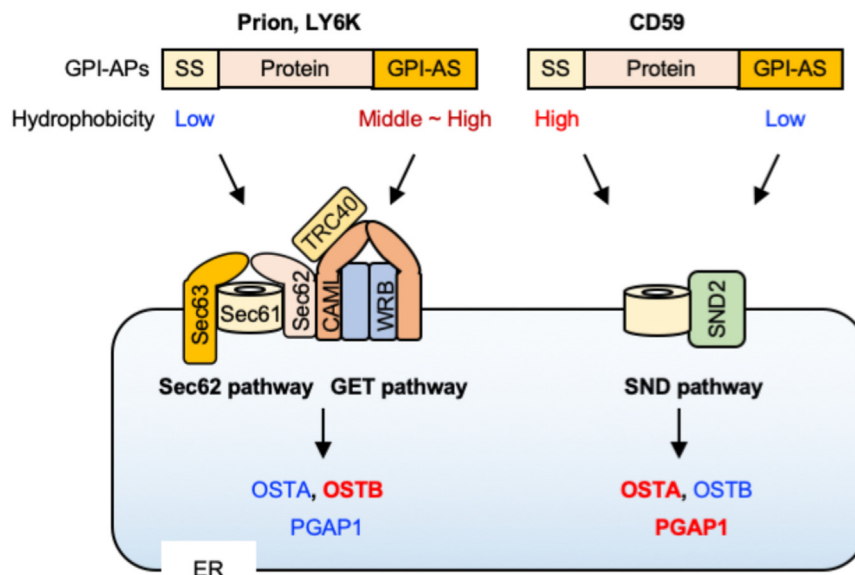 Prion, LY6K CD59
GPI-APs SS Protein GPI-AS SS Protein GPI-AS
Hydrophobicity Low Middle ~ High High Low
TRC40
Sec63 Sec61 Sec62 CAML WRB SND2
Sec62 pathway GET pathway SND pathway
OSTA, OSTB OSTA, OSTB
PGAP1 PGAP1
ER